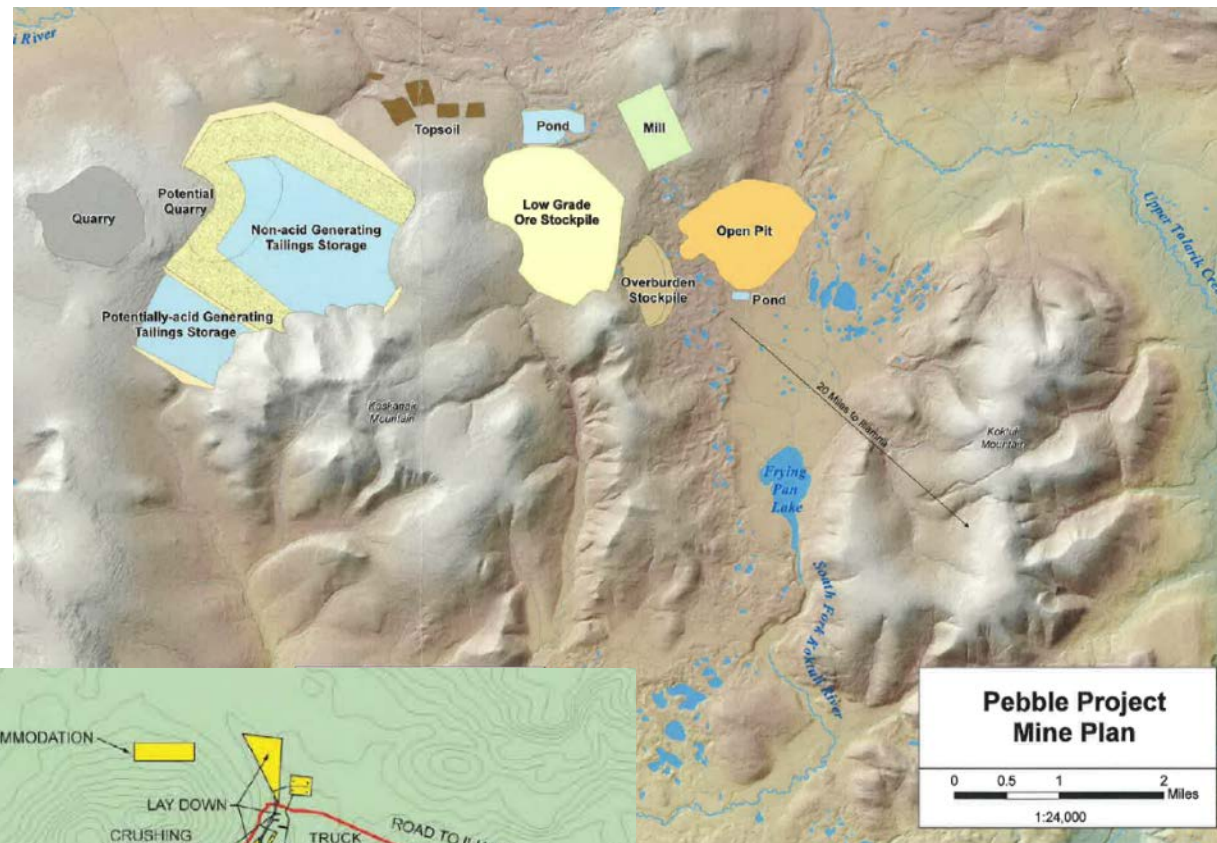 i River
Topsoil
Pond
Mill
Quarry
Potential
Quarry
Non-acid Generating
Tailings Storage
Low Grade
Ore Stockpile
Open Pit
Overburden
Stockpile
Pond
Potentially-acid Generating
Tailings Storage
Upper Talarik Cree
Koskanaik
Mountain
20 Miles to Iliamna
Koktuli
Mountain
Frying
Pan
Lake
South Fork Koktuli River
Pebble Project
Mine Plan
0 0.5 1 2
Miles
1:24,000
MMODATION
LAY DOWN
CRUSHING
TRUCK
ROAD TO